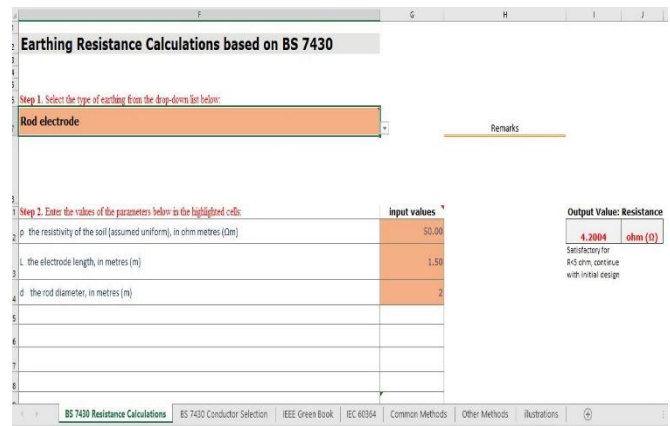 F G H I J
Earthing Resistance Calculations based on BS 7430
Step 1. Select the type of earthing from the drop-down list below:
Rod electrode
Remarks
Step 2. Enter the values of the parameters below in the highlighted cells:
input values
Output Value: Resistance
ρ the resistivity of the soil (assumed uniform), in ohm metres (Ωm) 50.00
4.2004 ohm (Ω)
Satisfactory for
R<5 ohm, continue
with initial design
L the electrode length, in metres (m) 1.50
d the rod diameter, in metres (m) 2
BS 7430 Resistance Calculations BS 7430 Conductor Selection IEEE Green Book IEC 60364 Common Methods Other Methods illustrations